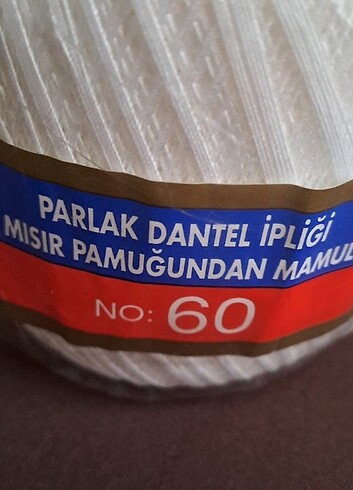 PARLAK DANTEL İPLİĞİ
MISIR PAMUĞUNDAN MAMUL
NO: 60